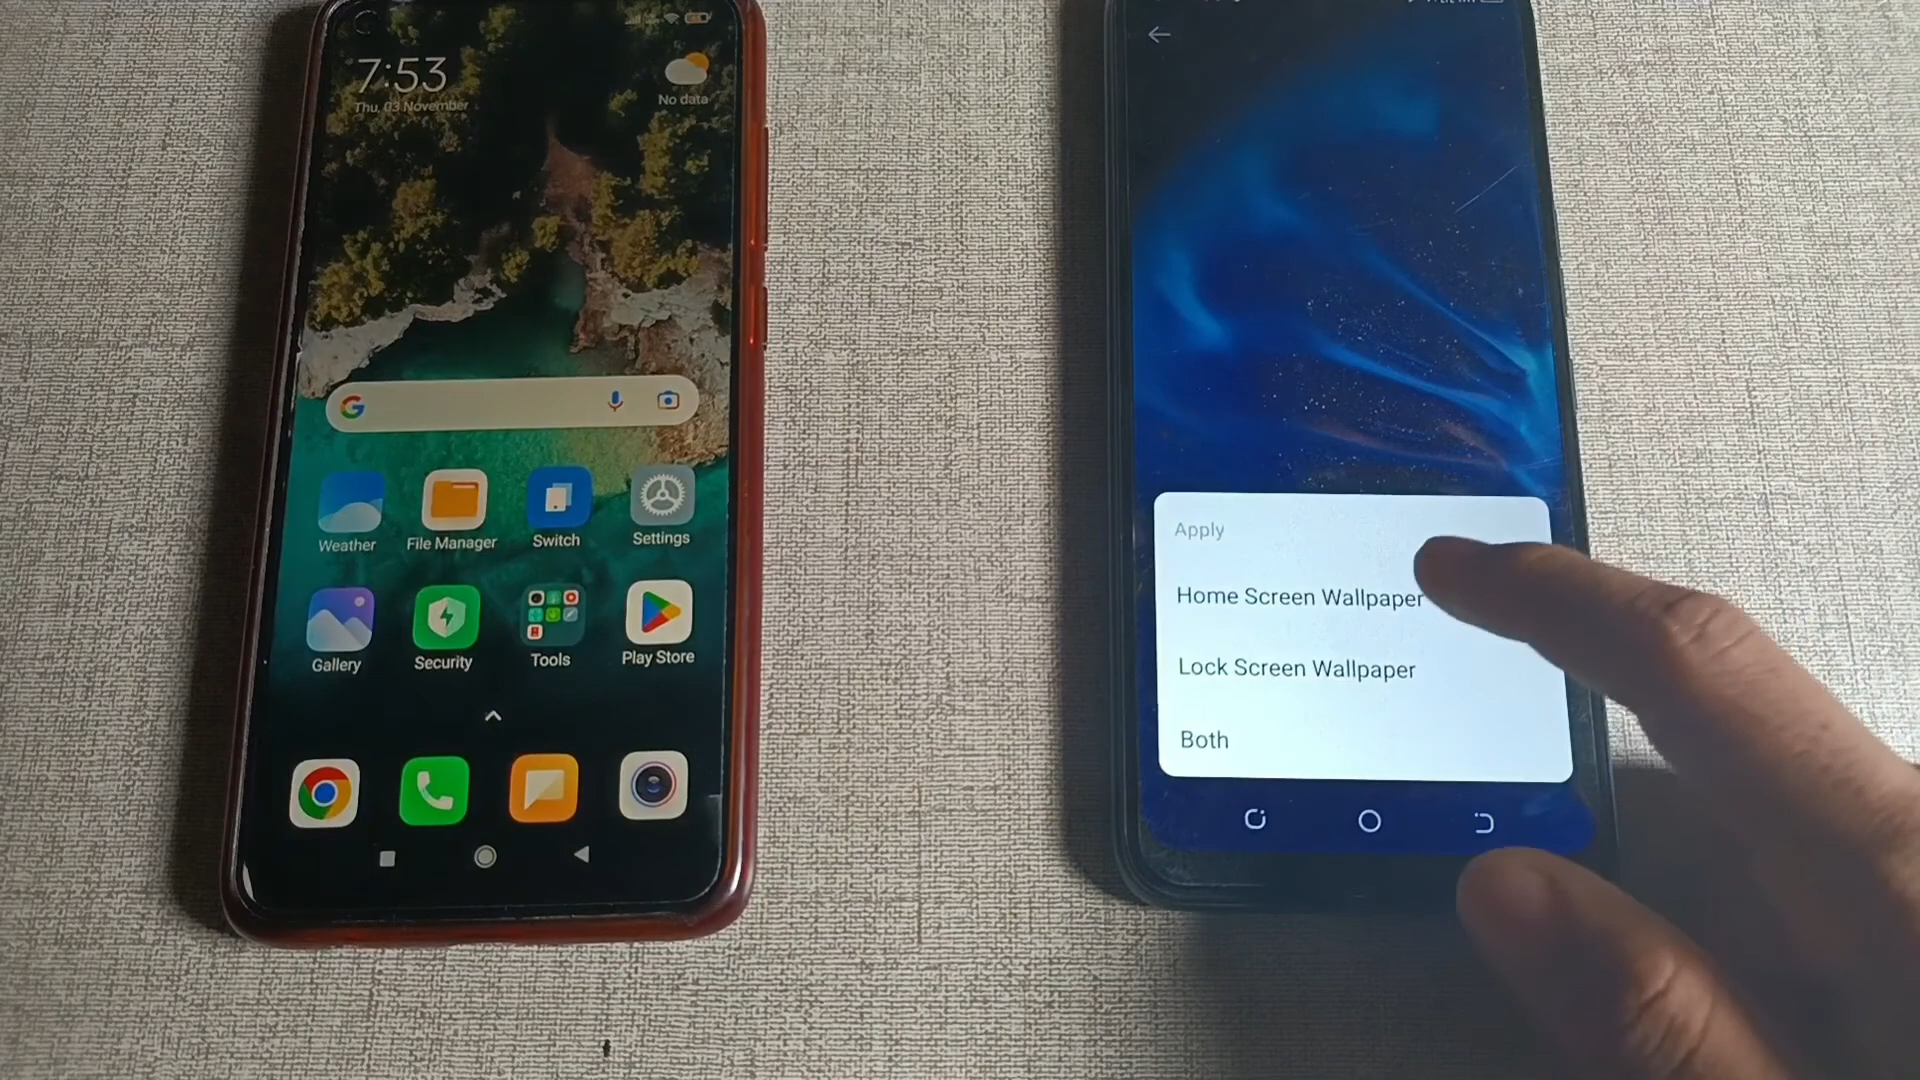 7:53
Thu, 03 November
No data
Weather
File Manager
Switch
Settings
Gallery
Security
Tools
Play Store
Apply
Home Screen Wallpaper
Lock Screen Wallpaper
Both